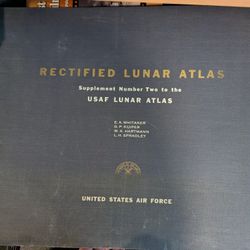 RECTIFIED LUNAR ATLAS
Supplement Number Two to the
USAF LUNAR ATLAS
E.A. WHITAKER
G.P. KUIPER
W.K. HARTMANN
L.H. SPRADLEY
UNITED STATES AIR FORCE